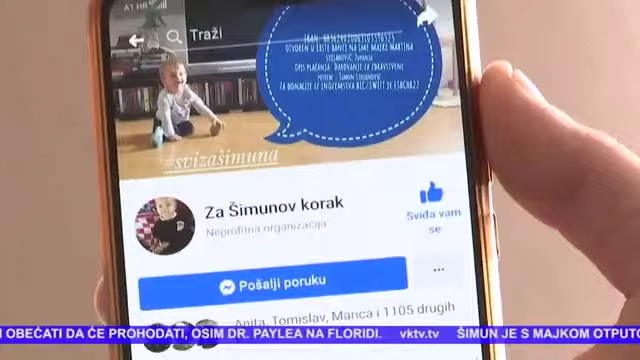 A1 HR
Traži
OTVOREN U ERSTE BANCI NA IME MAJKE MARTINA
OPIS PLAĆANJA: DAROVANJE ZA ZDRAVSTVENE
#svizašimuna
Za Šimunov korak
Neprofitna organizacija
Sviđa vam
se
Pošalji poruku
...
Anita, Tomislav, Marica i 1105 drugih
I OBEĆATI DA ĆE PROHODATI, OSIM DR. PAYLEA NA FLORIDI. vktv.tv ŠIMUN JE S MAJKOM OTPUTO